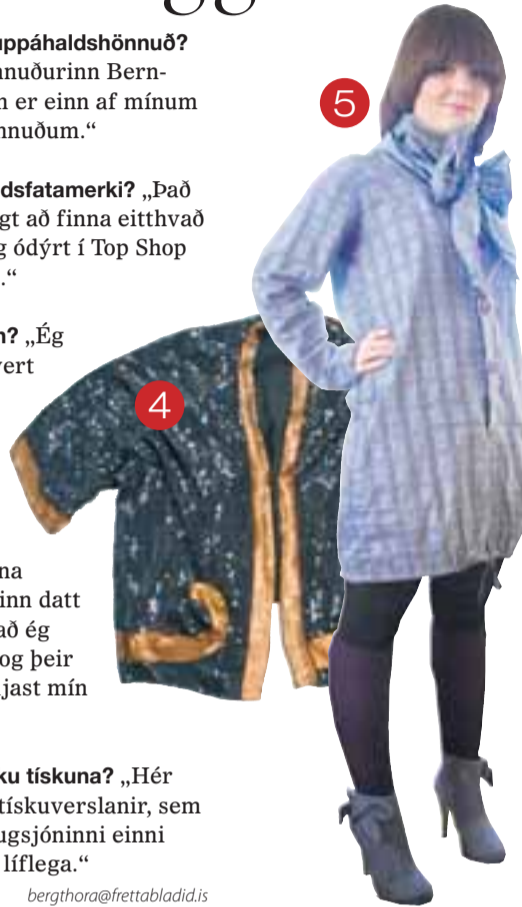 gg
uppáhaldshönnuð?
nnuðurinn Bern-
n er einn af mínum
nnuðum.“
dsfatamerki? „Það
gt að finna eitthvað
g ódýrt í Top Shop
.“
n? „Ég
vert
na
inn datt
að ég
og þeir
jast mín
ku tískuna? „Hér
tískuverslanir, sem
ugsjóninni einni
líflega.“
bergthora@frettabladid.is
4
5